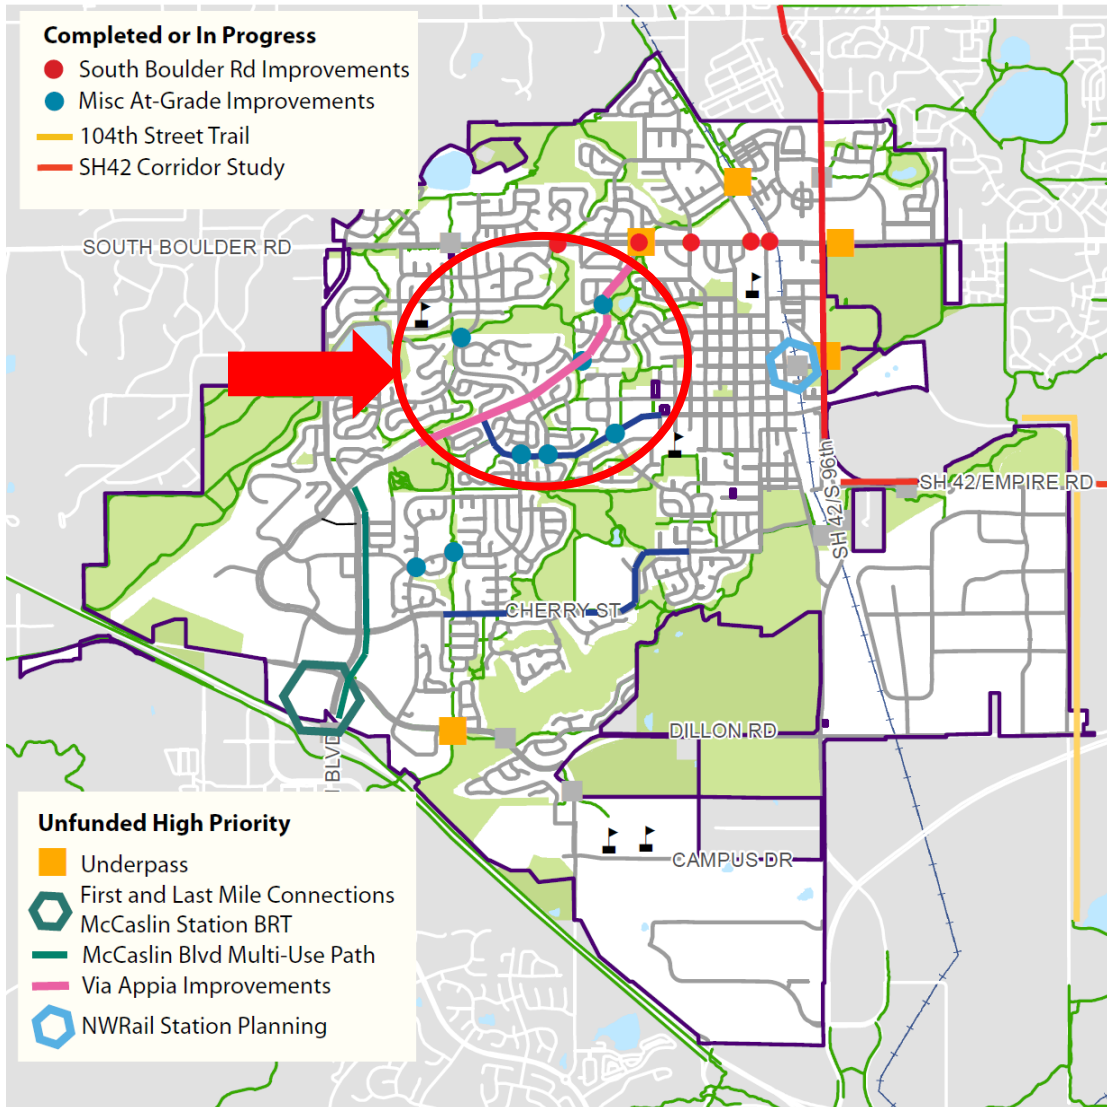 Completed or In Progress
South Boulder Rd Improvements
Misc At-Grade Improvements
104th Street Trail
SH42 Corridor Study
SOUTH BOULDER RD
SH 42/S 96th
SH 42/EMPIRE RD
CHERRY ST
DILLON RD
BLVD
CAMPUS DR
Unfunded High Priority
Underpass
First and Last Mile Connections
McCaslin Station BRT
McCaslin Blvd Multi-Use Path
Via Appia Improvements
NWRail Station Planning